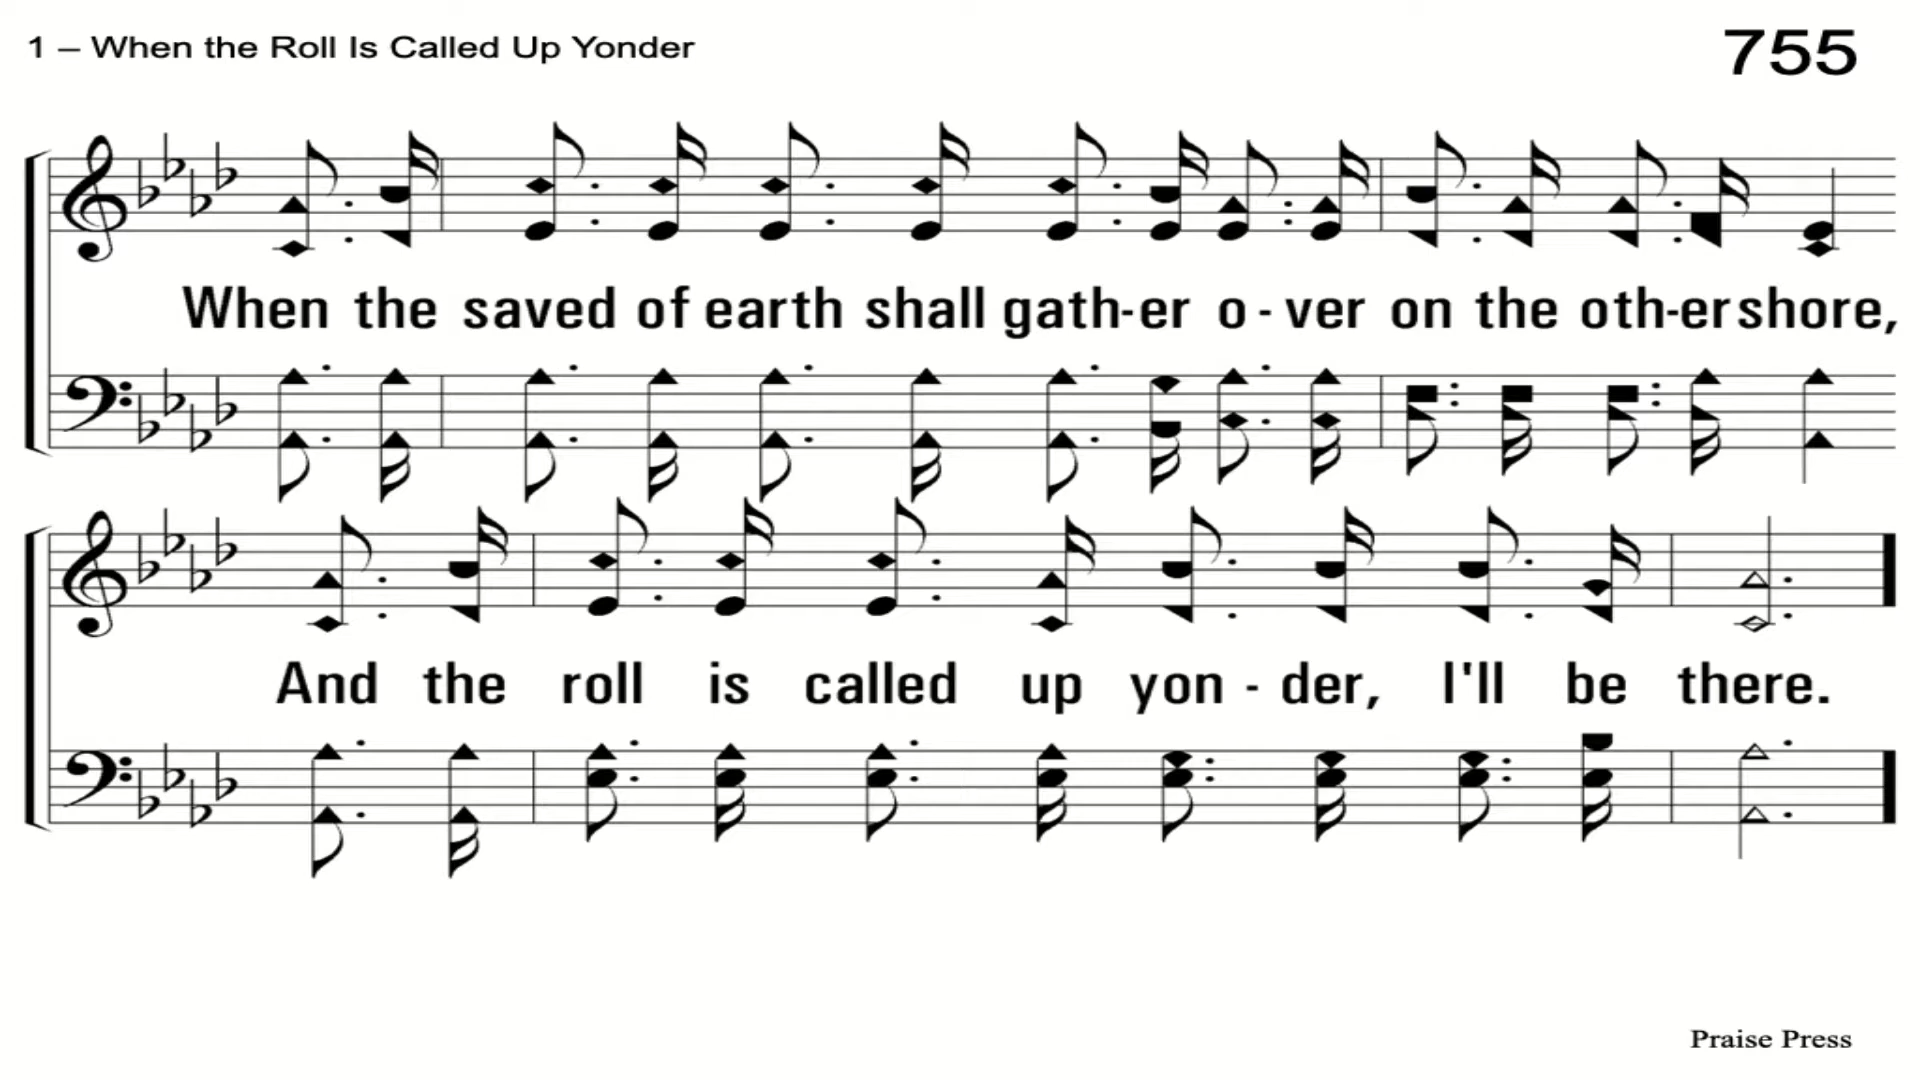 1 – When the Roll Is Called Up Yonder
755
When the saved of earth shall gath-er o - ver on the oth-er shore,
And the roll is called up yon - der, I'll be there.
Praise Press